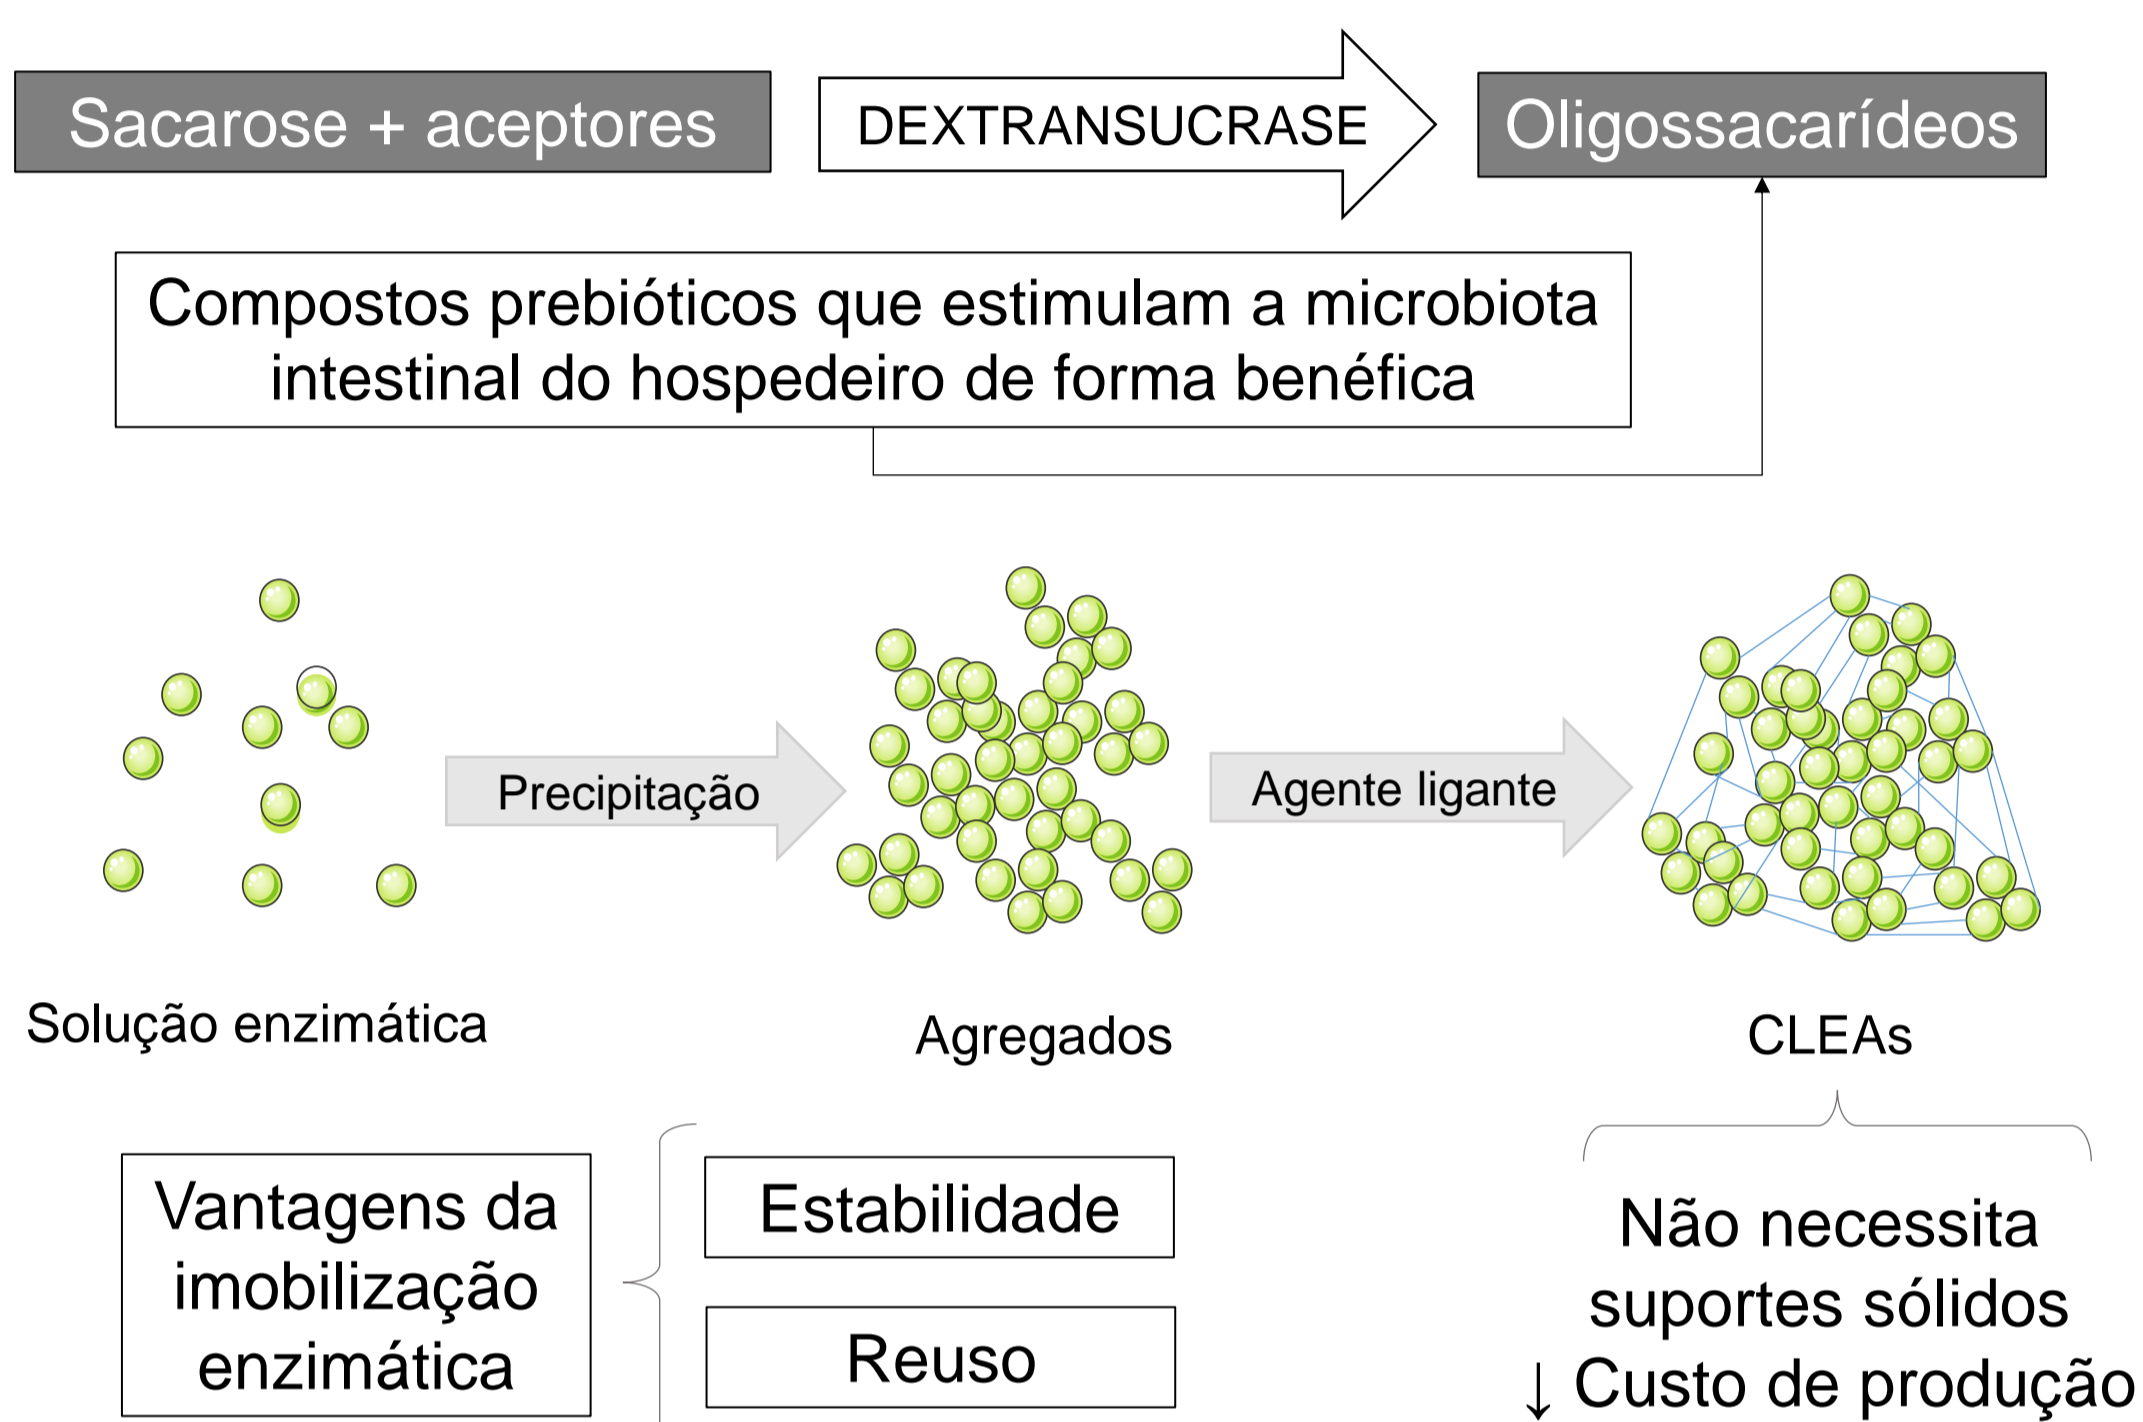 Sacarose + aceptores
DEXTRANSUCRASE
Oligossacarídeos
Compostos prebióticos que estimulam a microbiota
intestinal do hospedeiro de forma benéfica
Precipitação
Agente ligante
Solução enzimática
Agregados
CLEAs
Vantagens da
imobilização
enzimática
Estabilidade
Reuso
Não necessita
suportes sólidos
↓ Custo de produção